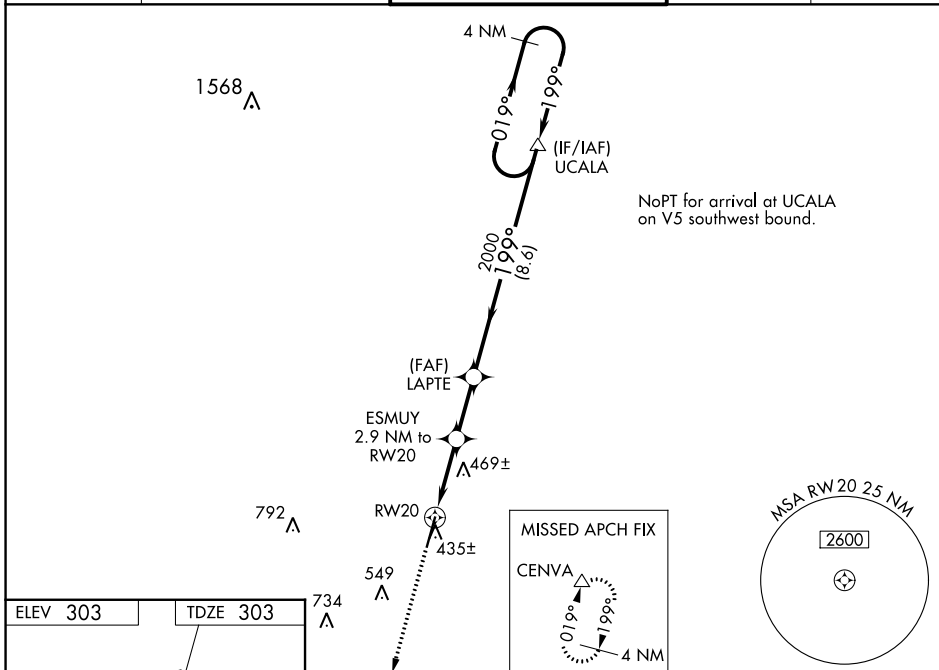 4 NM
1568
019°
199°
(IF/IAF)
UCALA
NoPT for arrival at UCALA
on V5 southwest bound.
2000
199°
(8.6)
(FAF)
LAPTE
ESMUY
2.9 NM to
RW20
469±
RW20
792
435±
549
734
ELEV 303
TDZE 303
MISSED APCH FIX
CENVA
019°
199°
4 NM
MSA RW20 25 NM
2600